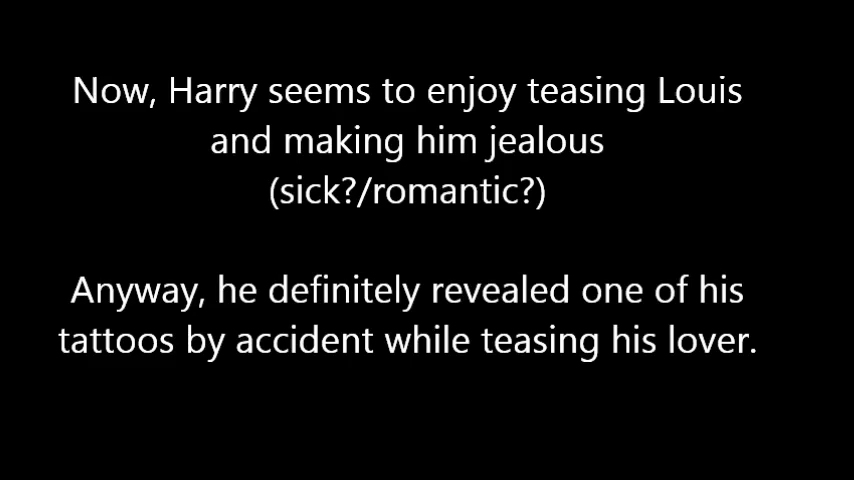 Now, Harry seems to enjoy teasing Louis
and making him jealous
(sick?/romantic?)
Anyway, he definitely revealed one of his
tattoos by accident while teasing his lover.